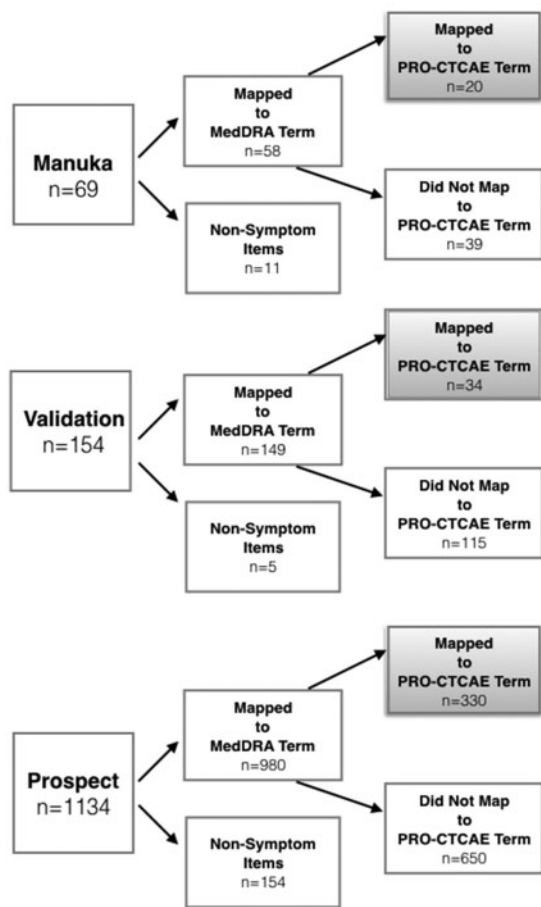 Manuka
n=69
Mapped
to
MedDRA Term
n=58
Non-Symptom
Items
n=11
Mapped
to
PRO-CTCAE Term
n=20
Did Not Map
to
PRO-CTCAE Term
n=39
Validation
n=154
Mapped
to
MedDRA Term
n=149
Non-Symptom
Items
n=5
Mapped
to
PRO-CTCAE Term
n=34
Did Not Map
to
PRO-CTCAE Term
n=115
Prospect
n=1134
Mapped
to
MedDRA Term
n=980
Non-Symptom
Items
n=154
Mapped
to
PRO-CTCAE Term
n=330
Did Not Map
to
PRO-CTCAE Term
n=650